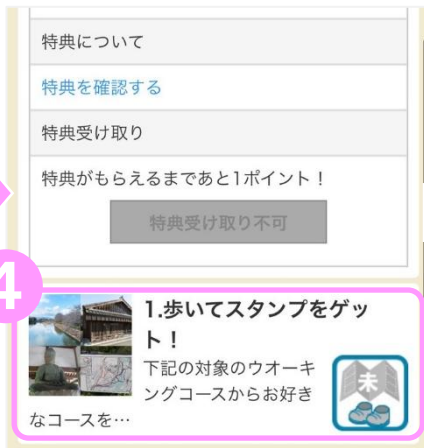 特典について
特典を確認する
特典受け取り
特典がもらえるまであと1ポイント!
特典受け取り不可
4
1.歩いてスタンプをゲッ
ト!
下記の対象のウオーキ
ングコースからお好き
なコースを…
未